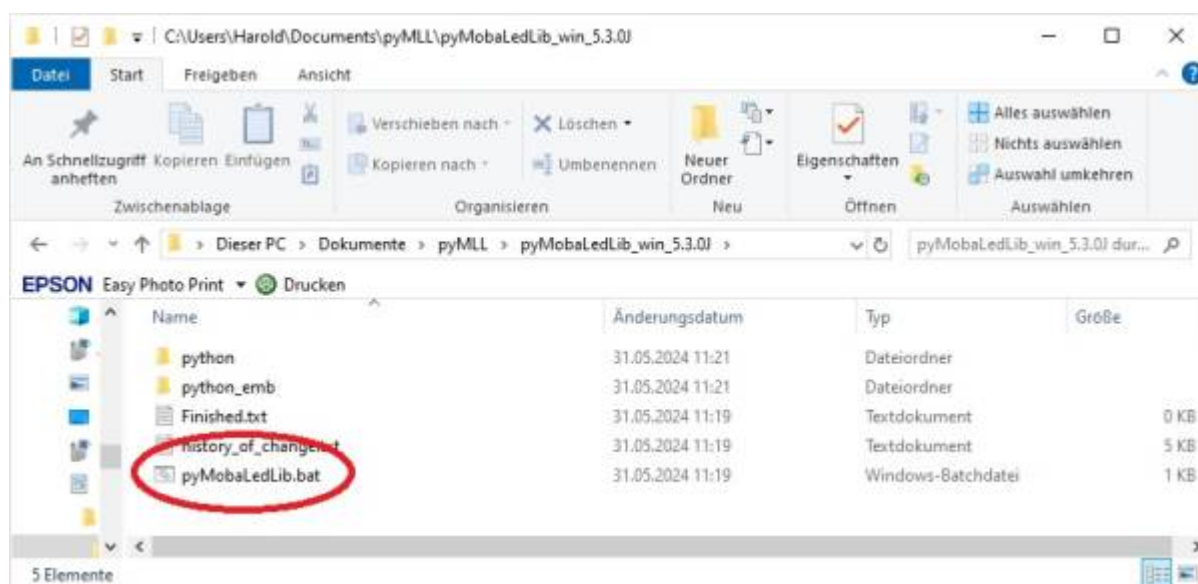 C:\Users\Harold\Documents\pyMLL\pyMobaLedLib_win_5.3.0J
Datei Start Freigeben Ansicht
An Schnellzugriff anheften Kopieren Einfügen Verschieben nach Löschen Neuer Ordner Eigenschaften Alles auswählen
Kopieren nach Umbenennen Nichts auswählen
Auswahl umkehren
Zwischenablage Organisieren Neu Öffnen Auswählen
> Dieser PC > Dokumente > pyMLL > pyMobaLedLib_win_5.3.0J > pyMobaLedLib_win_5.3.0J dur...
EPSON Easy Photo Print Drucken
Name Änderungsdatum Typ Größe
python 31.05.2024 11:21 Dateiordner
python_emb 31.05.2024 11:21 Dateiordner
Finished.txt 31.05.2024 11:19 Textdokument 0 KB
31.05.2024 11:19 Textdokument 5 KB
pyMobaLedLib.bat 31.05.2024 11:19 Windows-Batchdatei 1 KB
5 Elemente